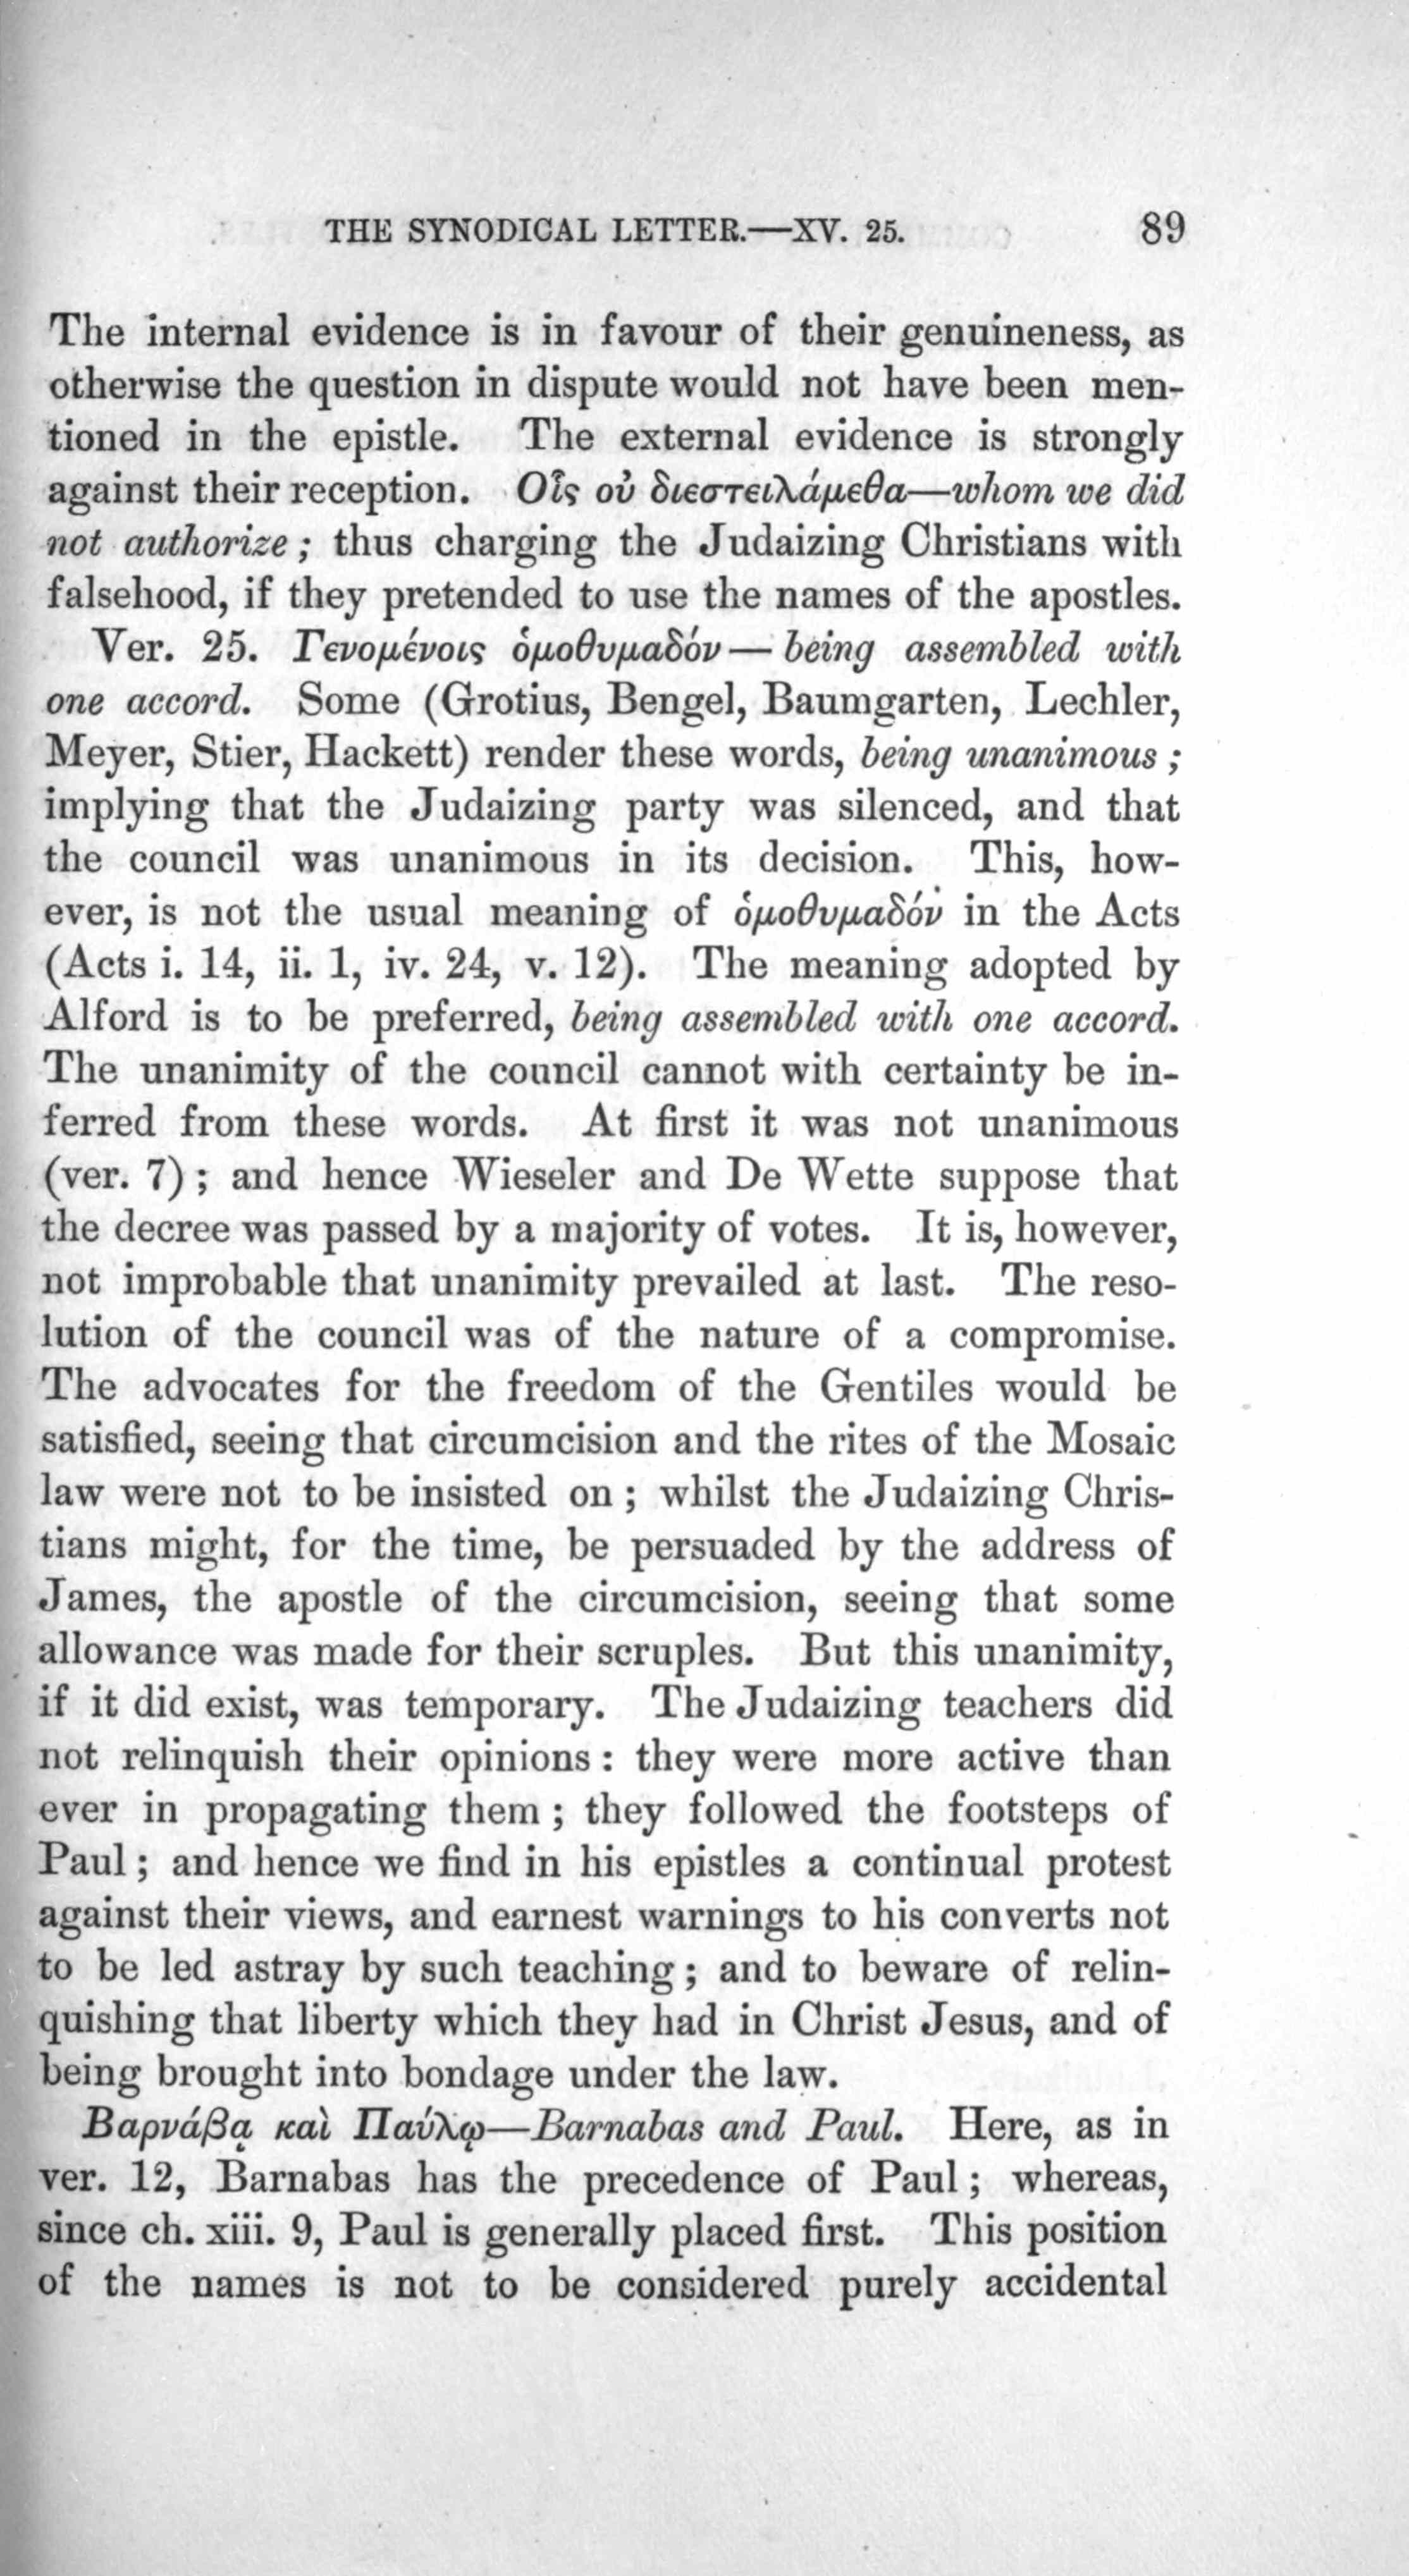 THE SYNODICAL LETTER.—XV. 25. 89
The internal evidence is in favour of their genuineness, as
otherwise the question in dispute would not have been men-
tioned in the epistle. The external evidence is strongly
against their reception. Οἷς οὐ διεστειλάμεθα—whom we did
not authorize; thus charging the Judaizing Christians with
falsehood, if they pretended to use the names of the apostles.
Ver. 25. Γενομένοις ὁμοθυμαδόν—being assembled with
one accord. Some (Grotius, Bengel, Baumgarten, Lechler,
Meyer, Stier, Hackett) render these words, being unanimous;
implying that the Judaizing party was silenced, and that
the council was unanimous in its decision. This, how-
ever, is not the usual meaning of ὁμοθυμαδόν in the Acts
(Acts i. 14, ii. 1, iv. 24, v. 12). The meaning adopted by
Alford is to be preferred, being assembled with one accord.
The unanimity of the council cannot with certainty be in-
ferred from these words. At first it was not unanimous
(ver. 7); and hence Wieseler and De Wette suppose that
the decree was passed by a majority of votes. It is, however,
not improbable that unanimity prevailed at last. The reso-
lution of the council was of the nature of a compromise.
The advocates for the freedom of the Gentiles would be
satisfied, seeing that circumcision and the rites of the Mosaic
law were not to be insisted on; whilst the Judaizing Chris-
tians might, for the time, be persuaded by the address of
James, the apostle of the circumcision, seeing that some
allowance was made for their scruples. But this unanimity,
if it did exist, was temporary. The Judaizing teachers did
not relinquish their opinions: they were more active than
ever in propagating them; they followed the footsteps of
Paul; and hence we find in his epistles a continual protest
against their views, and earnest warnings to his converts not
to be led astray by such teaching; and to beware of relin-
quishing that liberty which they had in Christ Jesus, and of
being brought into bondage under the law.
Βαρνάβᾳ καὶ Παύλῳ—Barnabas and Paul. Here, as in
ver. 12, Barnabas has the precedence of Paul; whereas,
since ch. xiii. 9, Paul is generally placed first. This position
of the names is not to be considered purely accidental